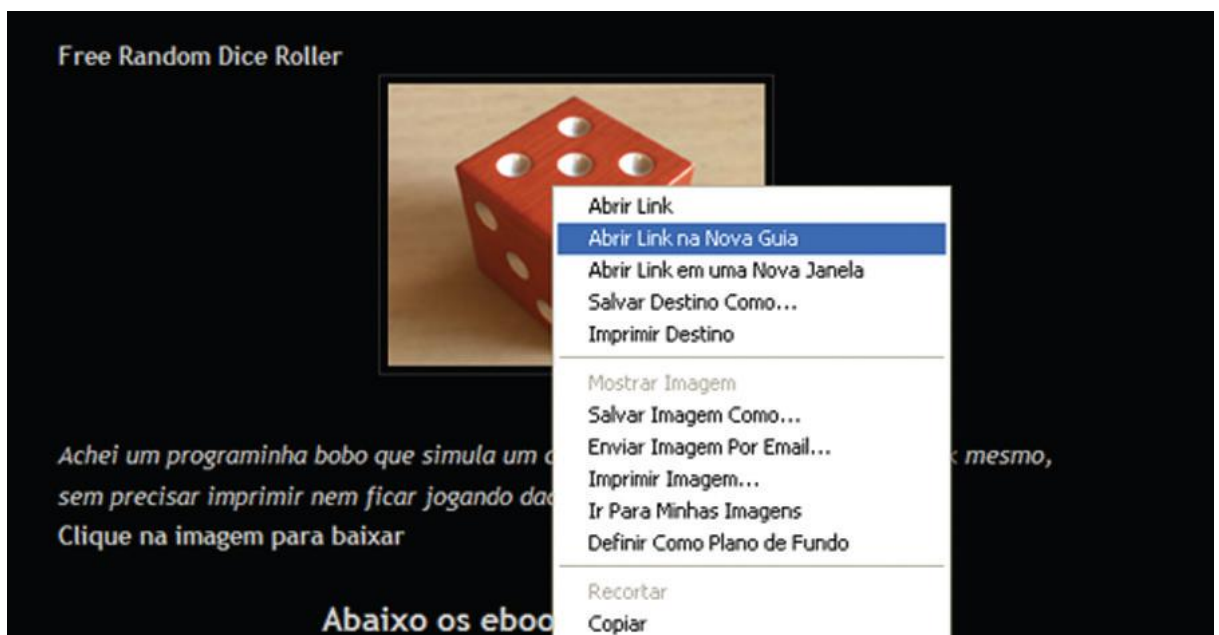 Free Random Dice Roller
Abrir Link
Abrir Link na Nova Guia
Abrir Link em uma Nova Janela
Salvar Destino Como...
Imprimir Destino
Mostrar Imagem
Salvar Imagem Como...
Enviar Imagem Por Email...
Imprimir Imagem...
Ir Para Minhas Imagens
Definir Como Plano de Fundo
Recortar
Copiar
Achei um programinha bobo que simula um mesmo,
sem precisar imprimir nem ficar jogando
Clique na imagem para baixar
Abaixo os